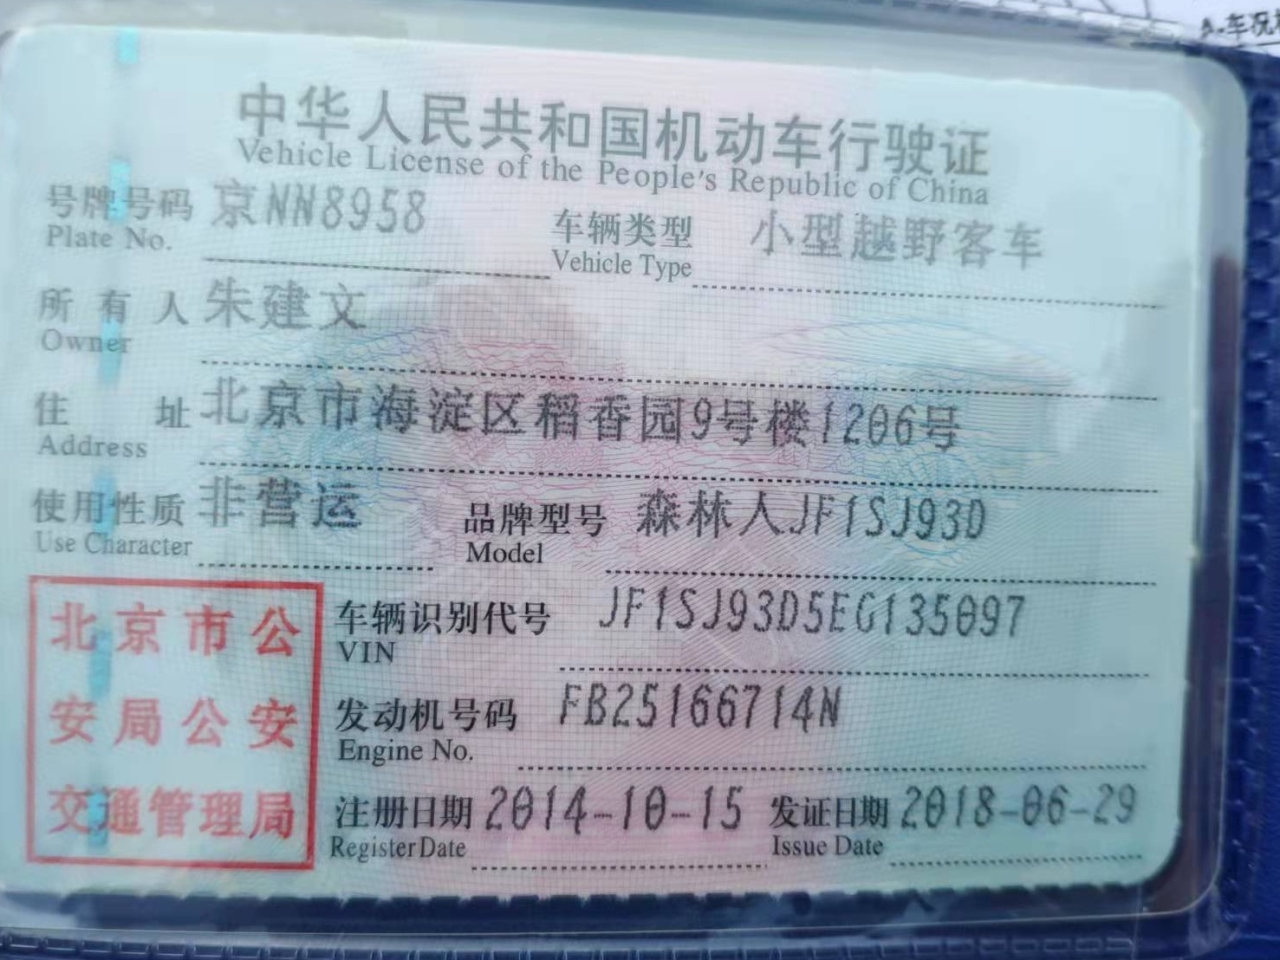 A-车况
中华人民共和国机动车行驶证
Vehicle License of the People's Republic of China
号牌号码 京NN8958 车辆类型 小型越野客车
Plate No. Vehicle Type
所有人 朱建文
Owner
住址 北京市海淀区稻香园9号楼1206号
Address
使用性质 非营运 品牌型号 森林人JF1SJ93D
Use Character Model
北京市公
安局公安
交通管理局
车辆识别代号 JF1SJ93D5EG135097
VIN
发动机号码 FB25166714N
Engine No.
注册日期 2014-10-15 发证日期 2018-06-29
Register Date Issue Date